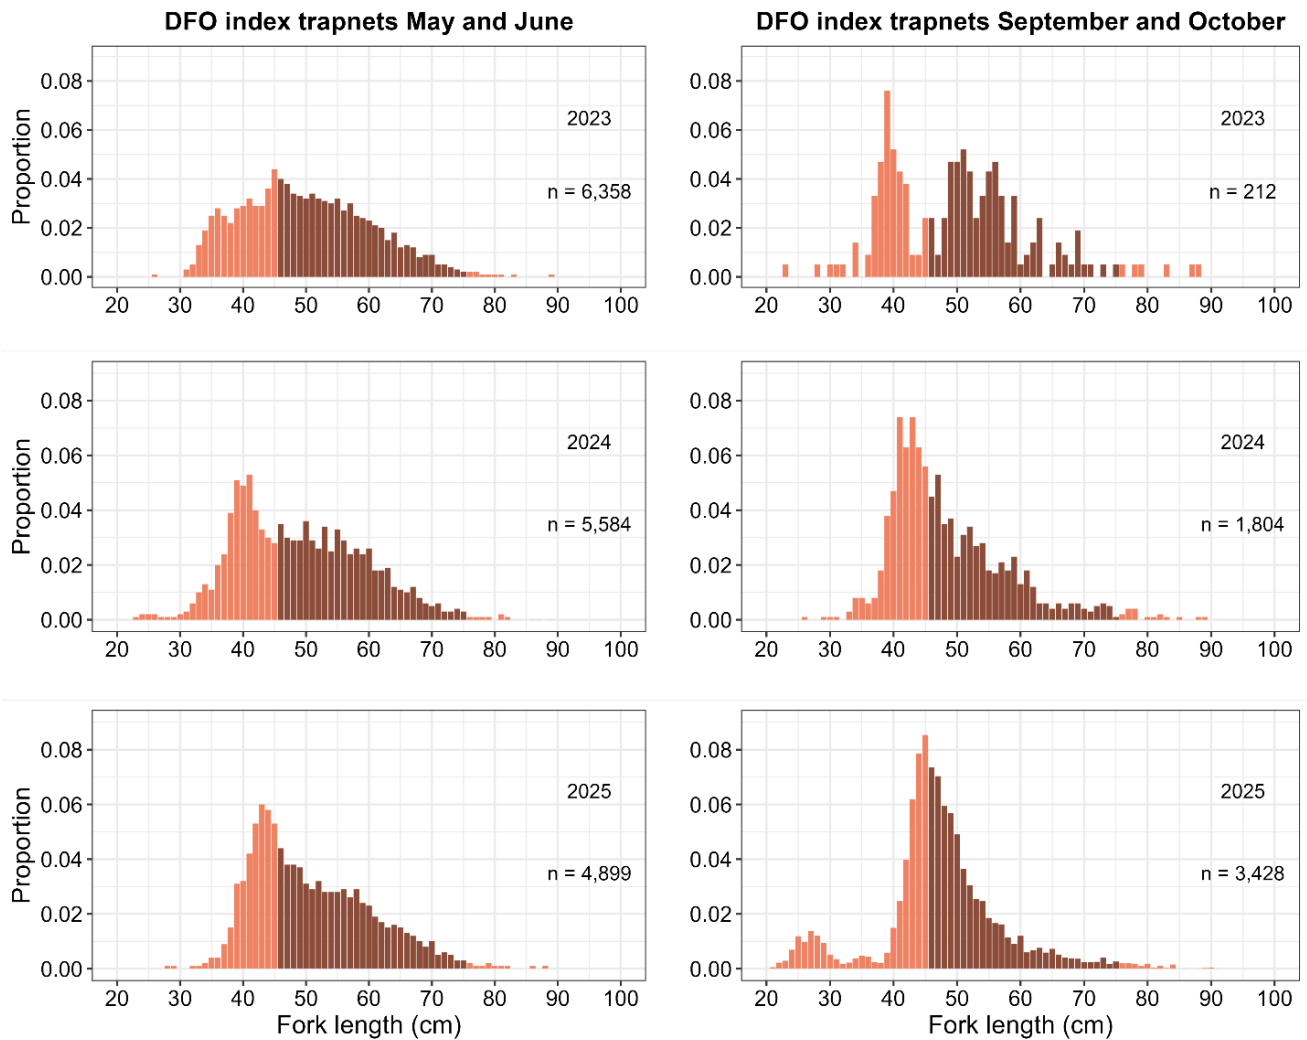 DFO index trapnets May and June
0.08
0.06
0.04
0.02
0.00
Proportion
2023
n = 6,358
20 30 40 50 60 70 80 90 100
DFO index trapnets September and October
0.08
0.06
0.04
0.02
0.00
2023
n = 212
20 30 40 50 60 70 80 90 100
0.08
0.06
0.04
0.02
0.00
Proportion
2024
n = 5,584
20 30 40 50 60 70 80 90 100
0.08
0.06
0.04
0.02
0.00
2024
n = 1,804
20 30 40 50 60 70 80 90 100
0.08
0.06
0.04
0.02
0.00
Proportion
2025
n = 4,899
20 30 40 50 60 70 80 90 100
Fork length (cm)
0.08
0.06
0.04
0.02
0.00
2025
n = 3,428
20 30 40 50 60 70 80 90 100
Fork length (cm)